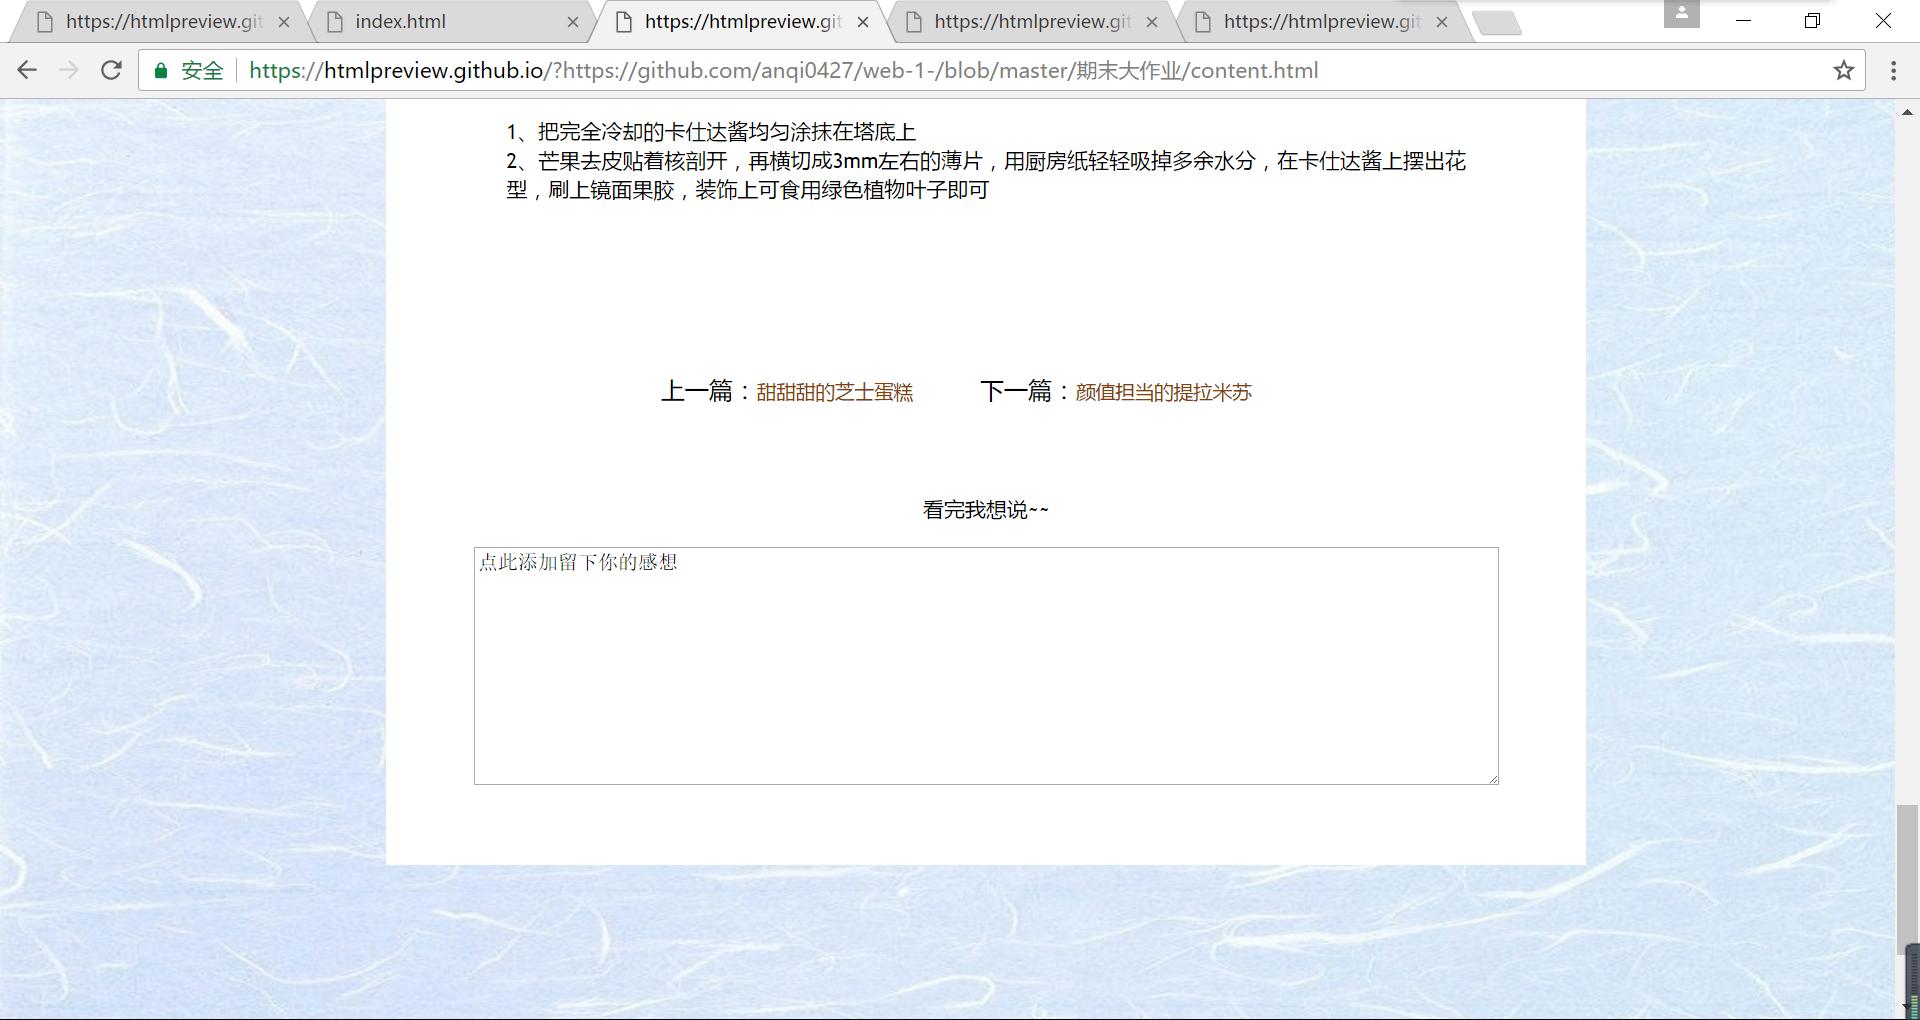 https://htmlpreview.git
index.html
https://htmlpreview.git
https://htmlpreview.git
https://htmlpreview.git
安全 https://htmlpreview.github.io/?https://github.com/anqi0427/web-1-/blob/master/期末大作业/content.html
1、把完全冷却的卡仕达酱均匀涂抹在塔底上
2、芒果去皮贴着核剖开，再横切成3mm左右的薄片，用厨房纸轻轻吸掉多余水分，在卡仕达酱上摆出花
型，刷上镜面果胶，装饰上可食用绿色植物叶子即可
上一篇：甜甜甜的芝士蛋糕 下一篇：颜值担当的提拉米苏
看完我想说~~
点此添加留下你的感想